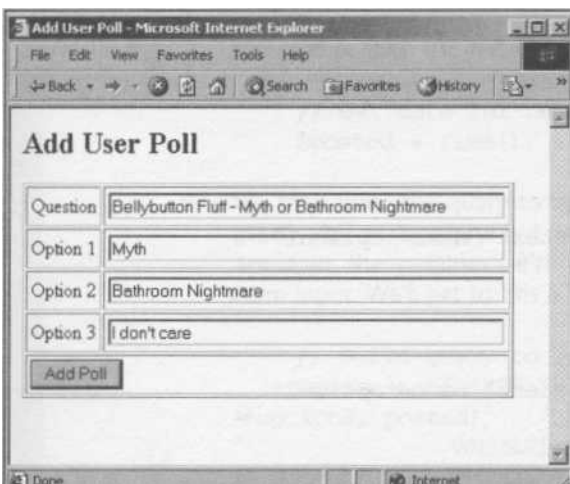 Add User Poll - Microsoft Internet Explorer
File Edit View Favorites Tools Help
Back Search Favorites History
Add User Poll
Question Bellybutton Fluff - Myth or Bathroom Nightmare
Option 1 Myth
Option 2 Bathroom Nightmare
Option 3 I don't care
Add Poll
Done Internet